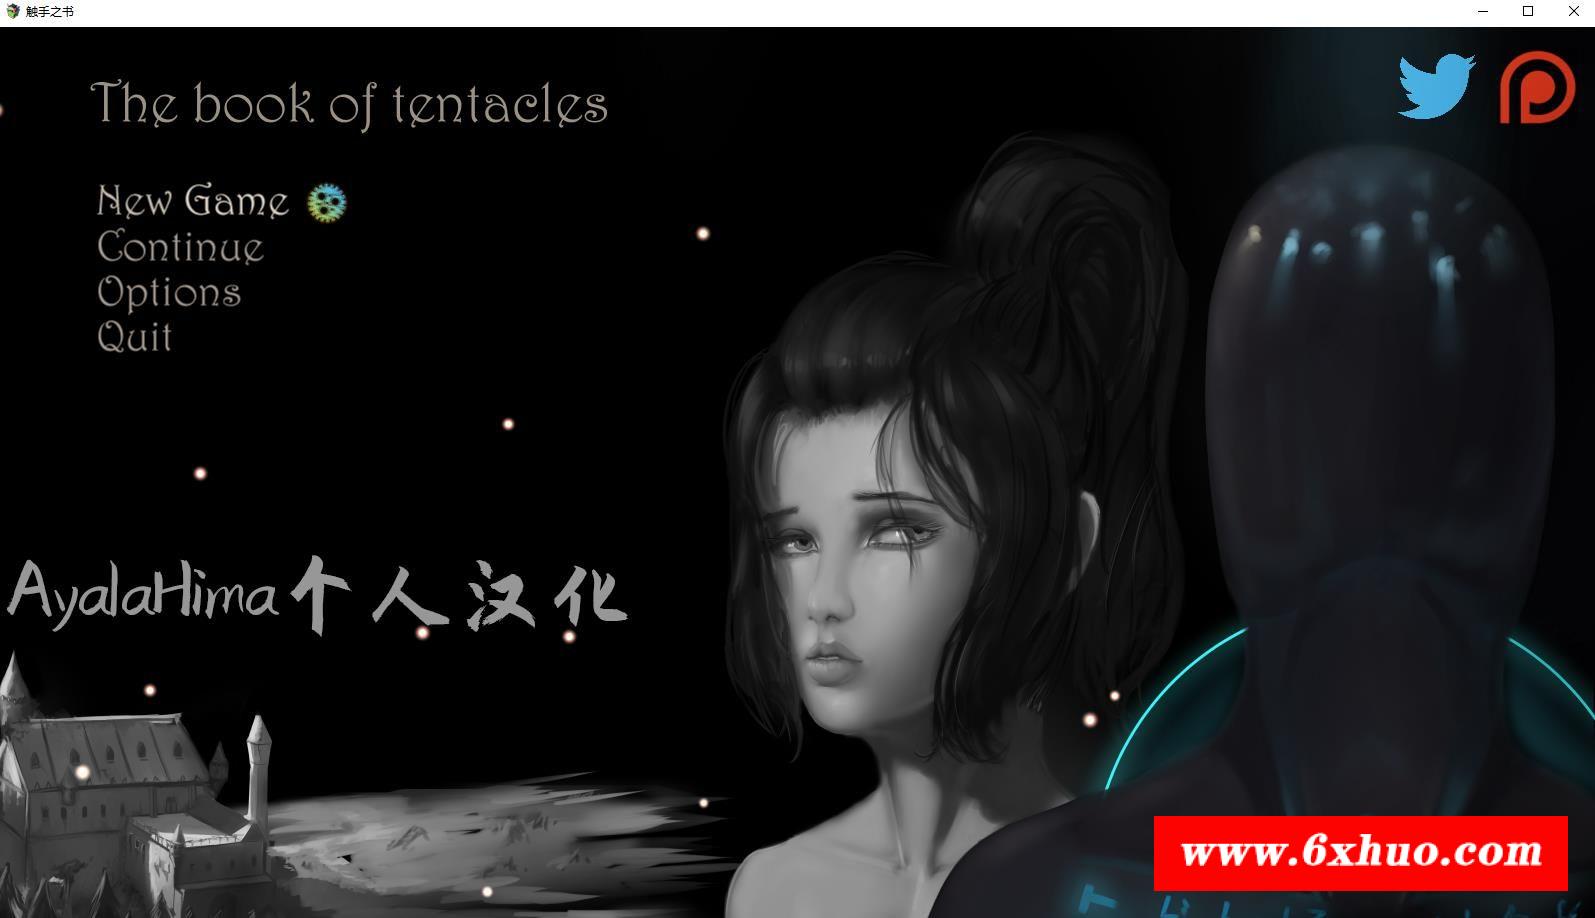 触手之书
The book of tentacles
New Game
Continue
Options
Quit
AyalaHima个人汉化
www.6xhuo.com